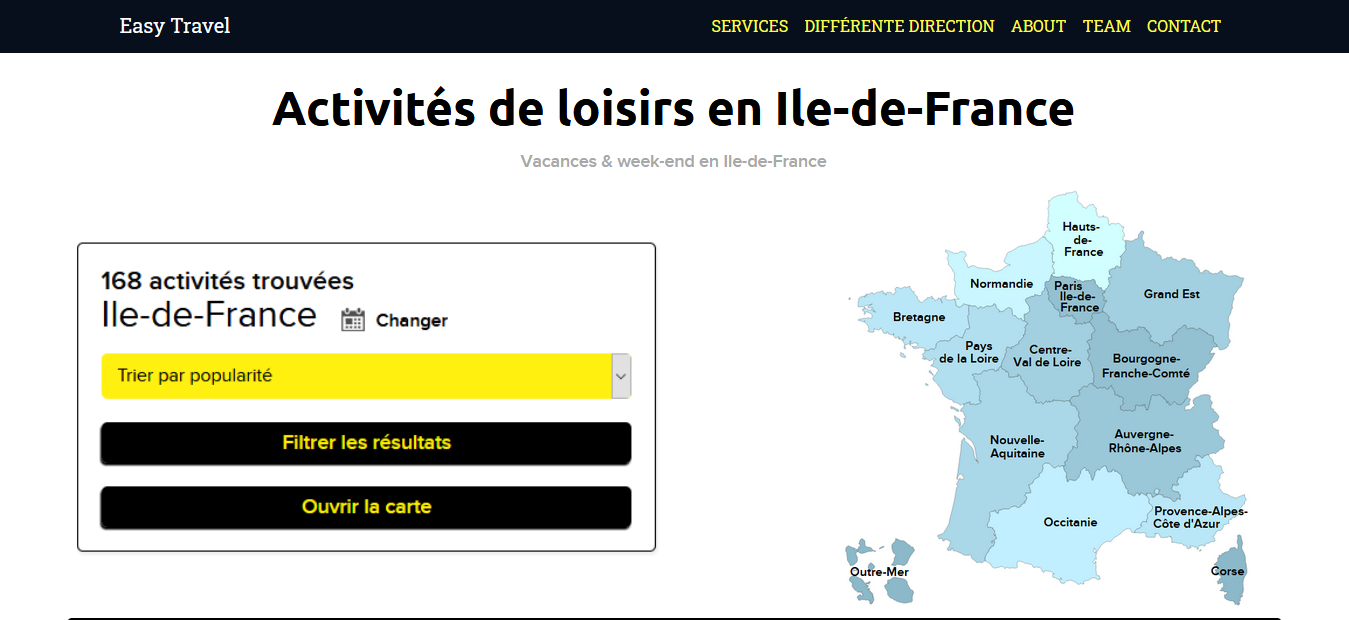 Easy Travel
SERVICES DIFFÉRENTE DIRECTION ABOUT TEAM CONTACT
Activités de loisirs en Ile-de-France
Vacances & week-end en Ile-de-France
168 activités trouvées
Ile-de-France Changer
Trier par popularité
Filtrer les résultats
Ouvrir la carte
Hauts-
de-
France
Normandie
Paris
Ile-de-
France
Grand Est
Bretagne
Pays
de la Loire
Centre-
Val de Loire
Bourgogne-
Franche-Comté
Nouvelle-
Aquitaine
Auvergne-
Rhône-Alpes
Occitanie
Provence-Alpes-
Côte d'Azur
Outre-Mer
Corse